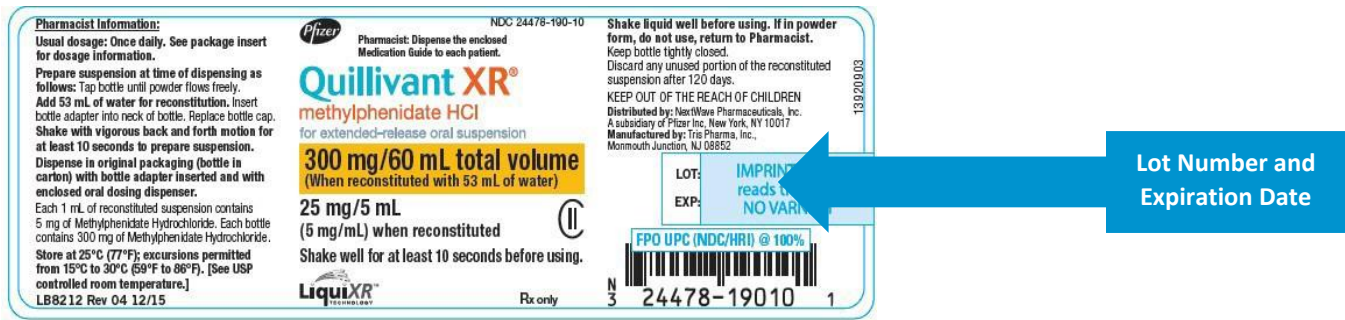 Pharmacist Information:
Usual dosage: Once daily. See package insert
for dosage information.
Prepare suspension at time of dispensing as
follows: Tap bottle until powder flows freely.
Add 53 mL of water for reconstitution. Insert
bottle adapter into neck of bottle. Replace bottle cap.
Shake with vigorous back and forth motion for
at least 10 seconds to prepare suspension.
Dispense in original packaging (bottle in
carton) with bottle adapter inserted and with
enclosed oral dosing dispenser.
Each 1 mL of reconstituted suspension contains
5 mg of Methylphenidate Hydrochloride. Each bottle
contains 300 mg of Methylphenidate Hydrochloride.
Store at 25°C (77°F); excursions permitted
from 15°C to 30°C (59°F to 86°F). [See USP
controlled room temperature.]
LB8212 Rev 04 12/15
Pfizer
NDC 24478-190-10
Pharmacist: Dispense the enclosed
Medication Guide to each patient.
Quillivant XR®
methylphenidate HCl
for extended-release oral suspension
300 mg/60 mL total volume
(When reconstituted with 53 mL of water)
25 mg/5 mL
(5 mg/mL) when reconstituted
CII
Shake well for at least 10 seconds before using.
LiquiXR™
TECHNOLOGY
Rx only
Shake liquid well before using. If in powder
form, do not use, return to Pharmacist.
Keep bottle tightly closed.
Discard any unused portion of the reconstituted
suspension after 120 days.
KEEP OUT OF THE REACH OF CHILDREN
Distributed by: NextWave Pharmaceuticals, Inc.
A subsidiary of Pfizer Inc, New York, NY 10017
Manufactured by: Tris Pharma, Inc.,
Monmouth Junction, NJ 08852
13920903
LOT:
EXP:
IMPRINT
reads
NO VARN
FPO UPC (NDC/HRI) @ 100%
N
3 24478-19010 1
Lot Number and
Expiration Date